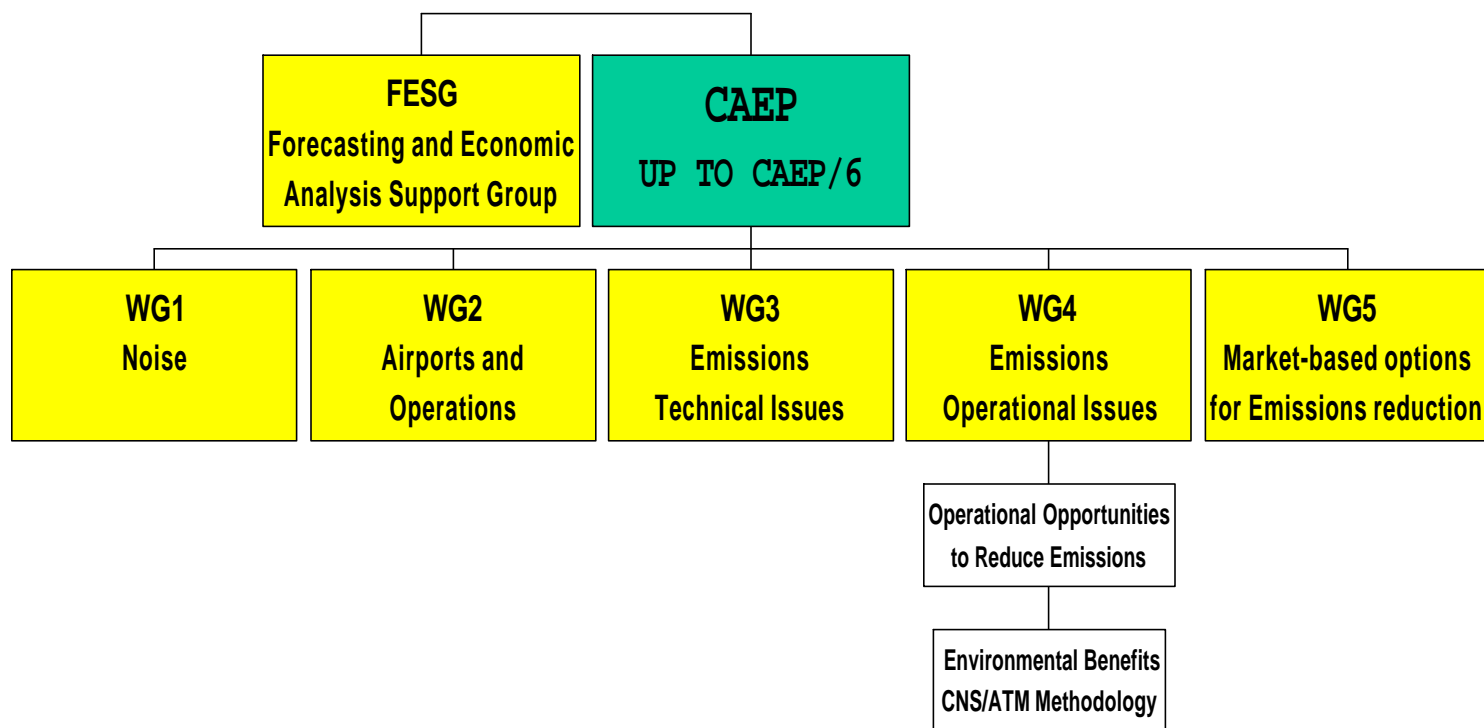 FESG
Forecasting and Economic
Analysis Support Group
CAEP
UP TO CAEP/6
WG1
Noise
WG2
Airports and
Operations
WG3
Emissions
Technical Issues
WG4
Emissions
Operational Issues
WG5
Market-based options
for Emissions reduction
Operational Opportunities
to Reduce Emissions
Environmental Benefits
CNS/ATM Methodology